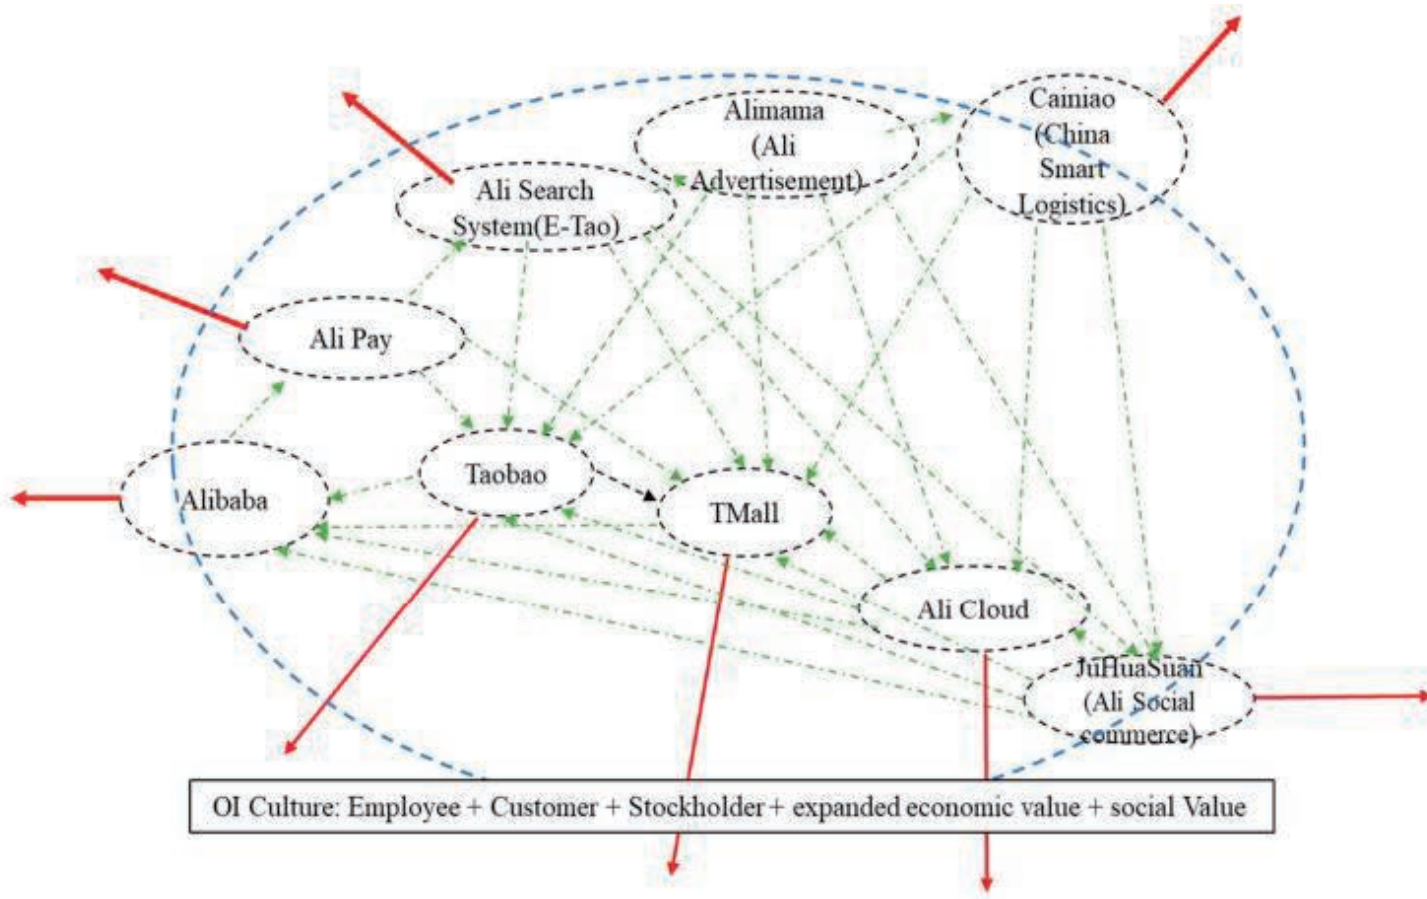 Alimama
(Ali
Advertisement)
Cainiao
(China
Smart
Logistics)
Ali Search
System(E-Tao)
Ali Pay
Alibaba
Taobao
TMall
Ali Cloud
JuHuaSuan
(Ali Social
commerce)
OI Culture: Employee + Customer + Stockholder + expanded economic value + social Value